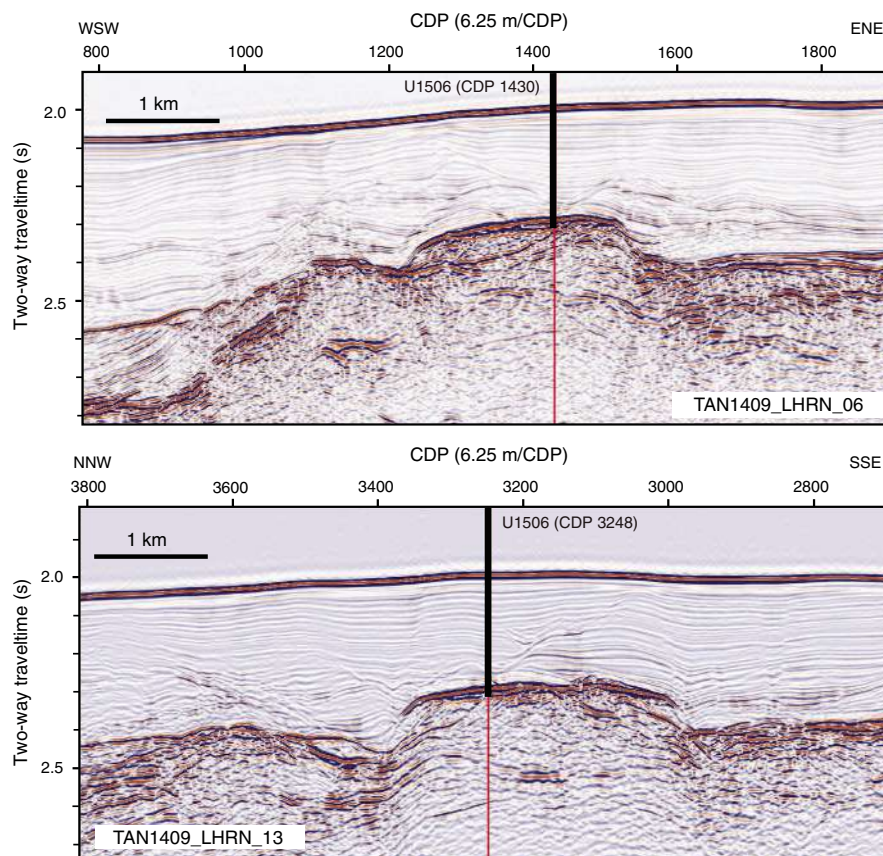 CDP (6.25 m/CDP)
WSW ENE
800 1000 1200 1400 1600 1800
U1506 (CDP 1430)
2.0
1 km
Two-way traveltime (s)
2.5
TAN1409_LHRN_06
CDP (6.25 m/CDP)
NNW SSE
3800 3600 3400 3200 3000 2800
U1506 (CDP 3248)
1 km
2.0
Two-way traveltime (s)
2.5
TAN1409_LHRN_13